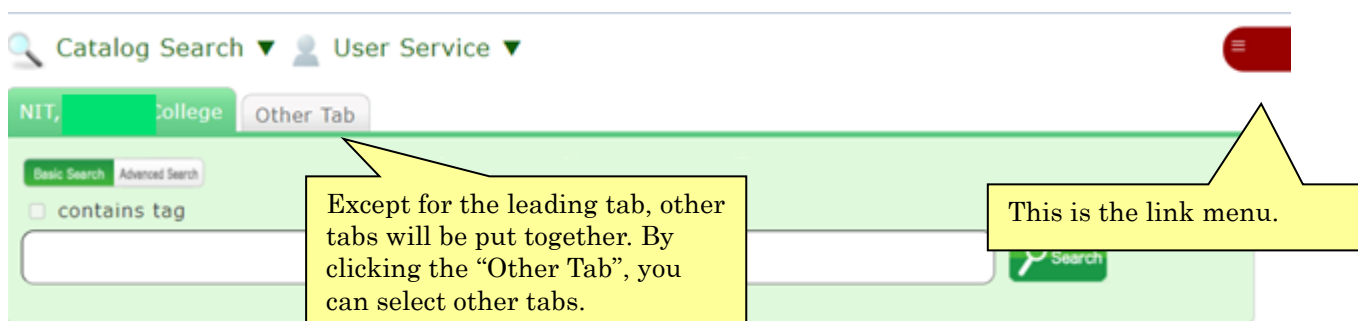 Catalog Search ▼ User Service ▼
≡
NIT, College Other Tab
Basic Search Advanced Search
contains tag
Except for the leading tab, other
tabs will be put together. By
clicking the “Other Tab”, you
can select other tabs.
This is the link menu.
Search